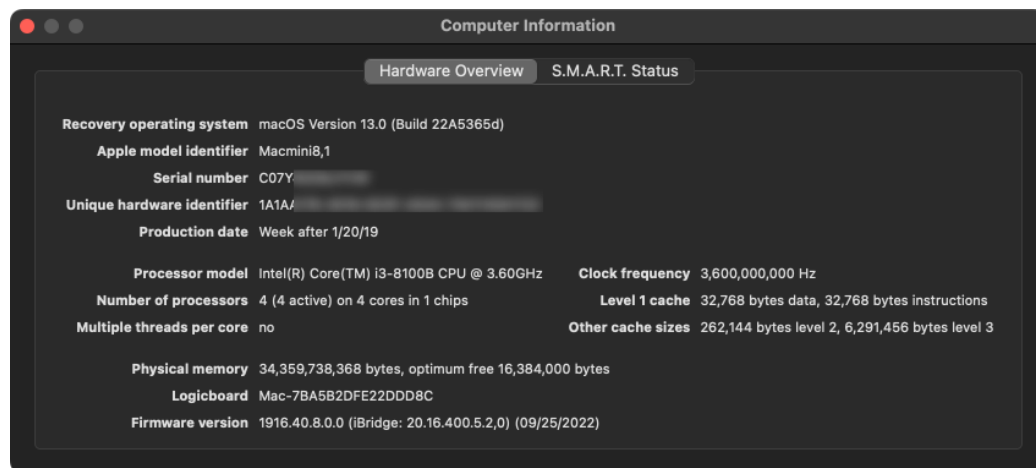 Computer Information
Hardware Overview S.M.A.R.T. Status
Recovery operating system macOS Version 13.0 (Build 22A5365d)
Apple model identifier Macmini8,1
Serial number C07Y
Unique hardware identifier 1A1AA
Production date Week after 1/20/19
Processor model Intel(R) Core(TM) i3-8100B CPU @ 3.60GHz Clock frequency 3,600,000,000 Hz
Number of processors 4 (4 active) on 4 cores in 1 chips Level 1 cache 32,768 bytes data, 32,768 bytes instructions
Multiple threads per core no Other cache sizes 262,144 bytes level 2, 6,291,456 bytes level 3
Physical memory 34,359,738,368 bytes, optimum free 16,384,000 bytes
Logicboard Mac-7BA5B2DFE22DDD8C
Firmware version 1916.40.8.0.0 (iBridge: 20.16.400.5.2,0) (09/25/2022)